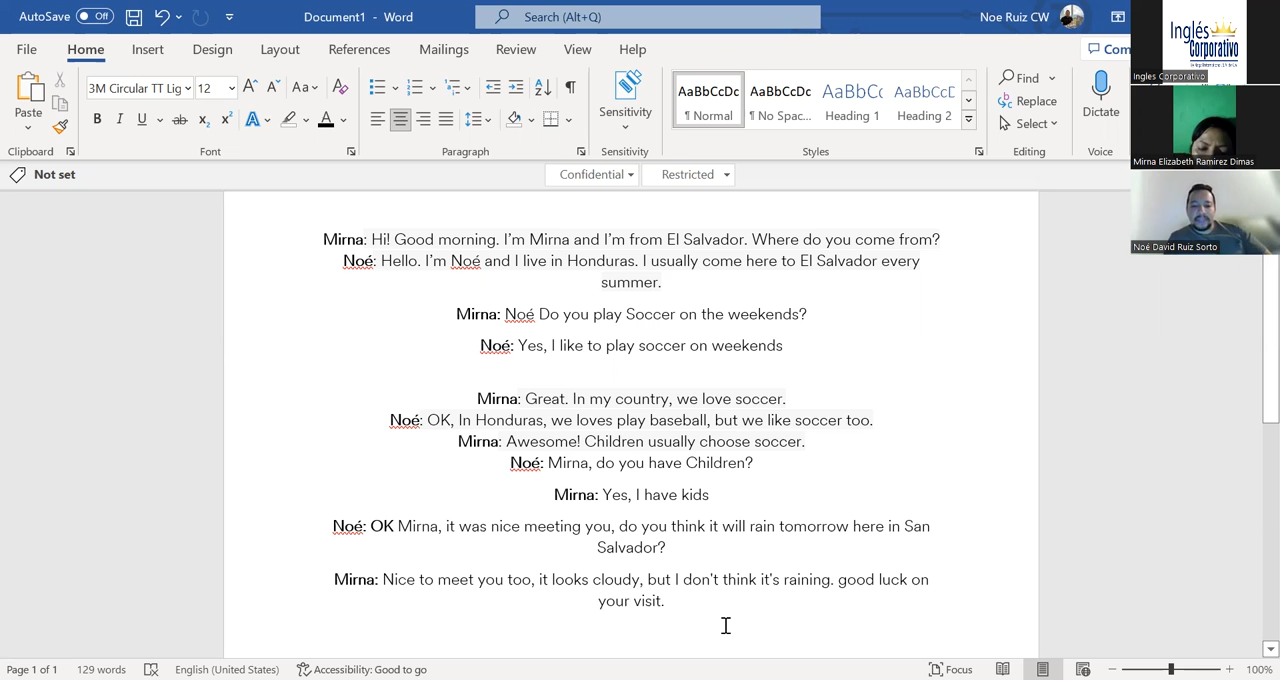 AutoSave Off Document1 - Word Search (Alt+Q) Noe Ruiz CW
File Home Insert Design Layout References Mailings Review View Help Com
Paste 3M Circular TT Lig 12 A A Aa A
B I U ab x₂ x² A A
AaBbCcDc AaBbCcDc AaBbCc AaBbCcD
¶ Normal ¶ No Spac... Heading 1 Heading 2
Sensitivity
Find
Replace
Select
Dictate
Clipboard Font Paragraph Sensitivity Styles Editing Voice
Not set Confidential Restricted
Inglés
Corporativo
Ingles Corporativo
Mirna Elizabeth Ramirez Dimas
Noé David Ruiz Sorto
Mirna: Hi! Good morning. I'm Mirna and I'm from El Salvador. Where do you come from?
Noé: Hello. I'm Noé and I live in Honduras. I usually come here to El Salvador every
summer.
Mirna: Noé Do you play Soccer on the weekends?
Noé: Yes, I like to play soccer on weekends
Mirna: Great. In my country, we love soccer.
Noé: OK, In Honduras, we loves play baseball, but we like soccer too.
Mirna: Awesome! Children usually choose soccer.
Noé: Mirna, do you have Children?
Mirna: Yes, I have kids
Noé: OK Mirna, it was nice meeting you, do you think it will rain tomorrow here in San
Salvador?
Mirna: Nice to meet you too, it looks cloudy, but I don't think it's raining. good luck on
your visit.
Page 1 of 1 129 words English (United States) Accessibility: Good to go Focus 100%